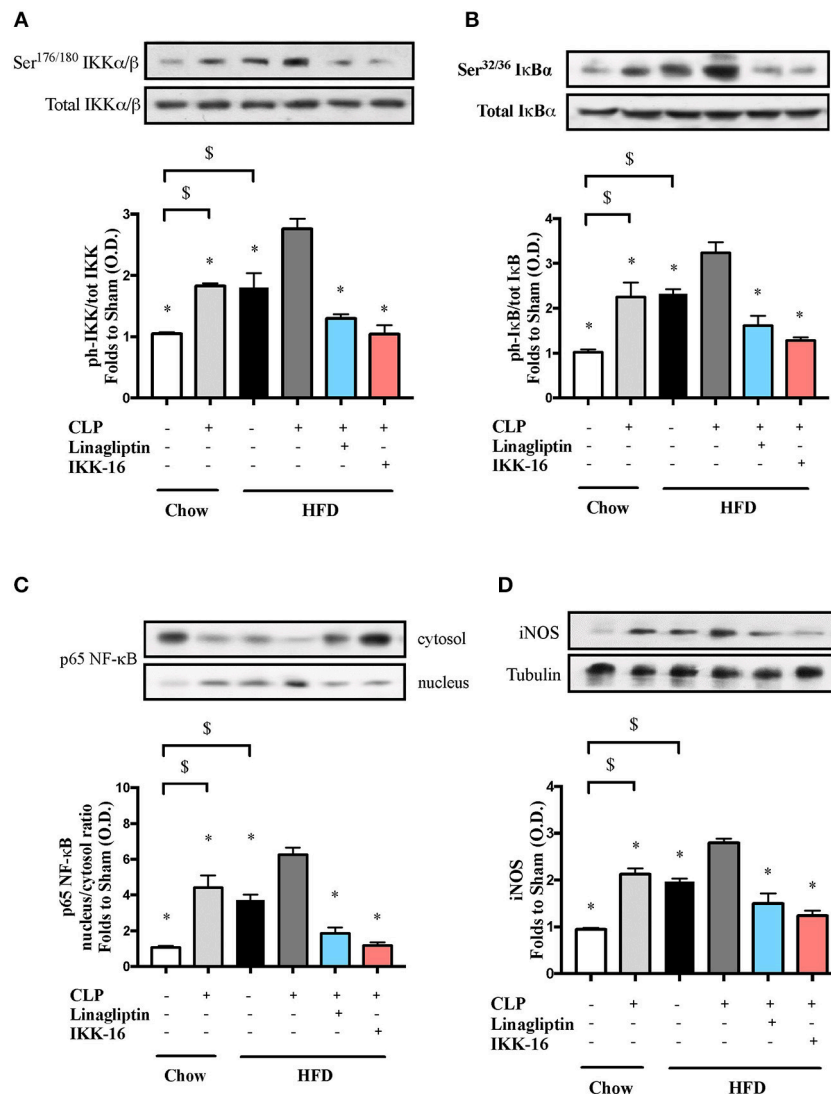 A
Ser176/180 IKKα/β
Total IKKα/β
$
$
ph-IKK/tot IKK
Folds to Sham (O.D.)
3
2
1
0
* * * * *
CLP - + - + + +
Linagliptin - - - - + -
IKK-16 - - - - - +
Chow HFD
B
Ser32/36 IκBα
Total IκBα
$
$
ph-IκB/tot IκB
Folds to Sham (O.D.)
4
3
2
1
0
* * * * *
CLP - + - + + +
Linagliptin - - - - + -
IKK-16 - - - - - +
Chow HFD
C
p65 NF-κB
cytosol
nucleus
$
$
p65 NF-κB
nucleus/cytosol ratio
Folds to Sham (O.D.)
10
8
6
4
2
0
* * * * *
CLP - + - + + +
Linagliptin - - - - + -
IKK-16 - - - - - +
Chow HFD
D
iNOS
Tubulin
$
$
iNOS
Folds to Sham (O.D.)
4
3
2
1
0
* * * * *
CLP - + - + + +
Linagliptin - - - - + -
IKK-16 - - - - - +
Chow HFD